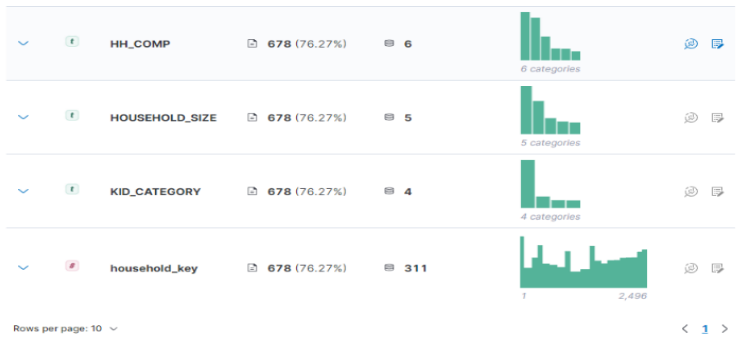 t HH_COMP 678 (76.27%) 6
6 categories
t HOUSEHOLD_SIZE 678 (76.27%) 5
5 categories
t KID_CATEGORY 678 (76.27%) 4
4 categories
# household_key 678 (76.27%) 311
1 2,496
Rows per page: 10 1